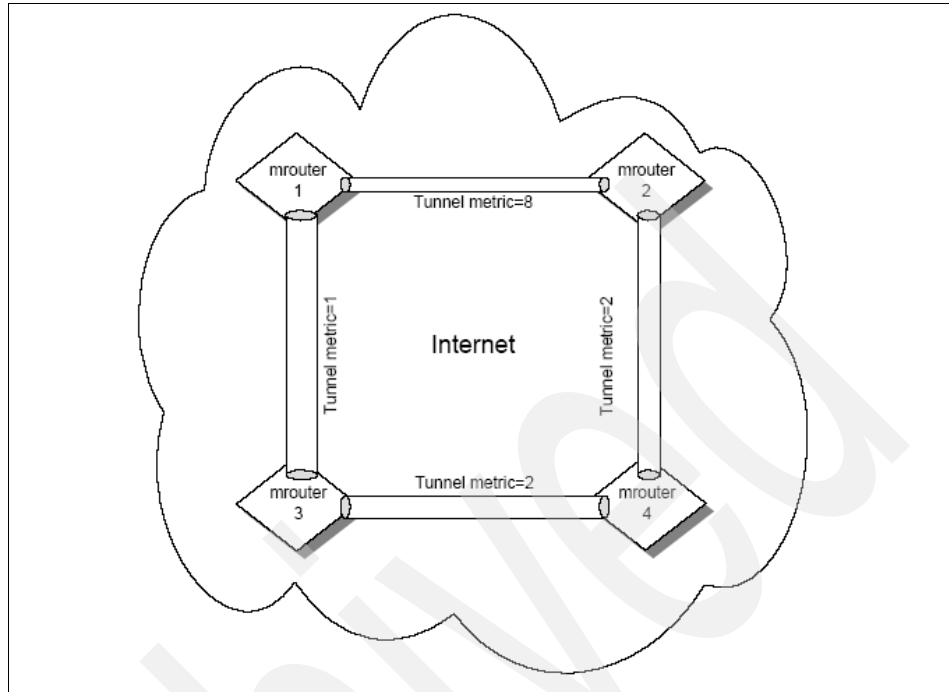 mrouter
1
mrouter
2
Tunnel metric=8
Tunnel metric=1
Internet
Tunnel metric=2
Tunnel metric=2
mrouter
3
mrouter
4
hived